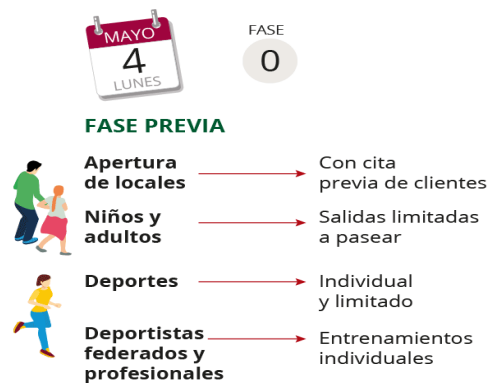 MAYO
4
LUNES
FASE
0
FASE PREVIA
Apertura
de locales
Con cita
previa de clientes
Niños y
adultos
Salidas limitadas
a pasear
Deportes
Individual
y limitado
Deportistas
federados y
profesionales
Entrenamientos
individuales